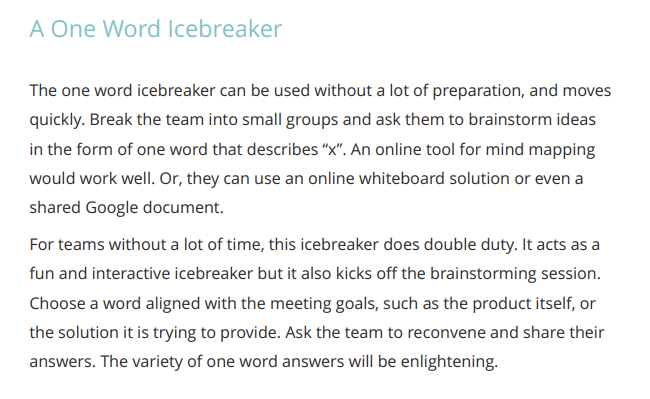 A One Word Icebreaker
The one word icebreaker can be used without a lot of preparation, and moves
quickly. Break the team into small groups and ask them to brainstorm ideas
in the form of one word that describes “x”. An online tool for mind mapping
would work well. Or, they can use an online whiteboard solution or even a
shared Google document.
For teams without a lot of time, this icebreaker does double duty. It acts as a
fun and interactive icebreaker but it also kicks off the brainstorming session.
Choose a word aligned with the meeting goals, such as the product itself, or
the solution it is trying to provide. Ask the team to reconvene and share their
answers. The variety of one word answers will be enlightening.